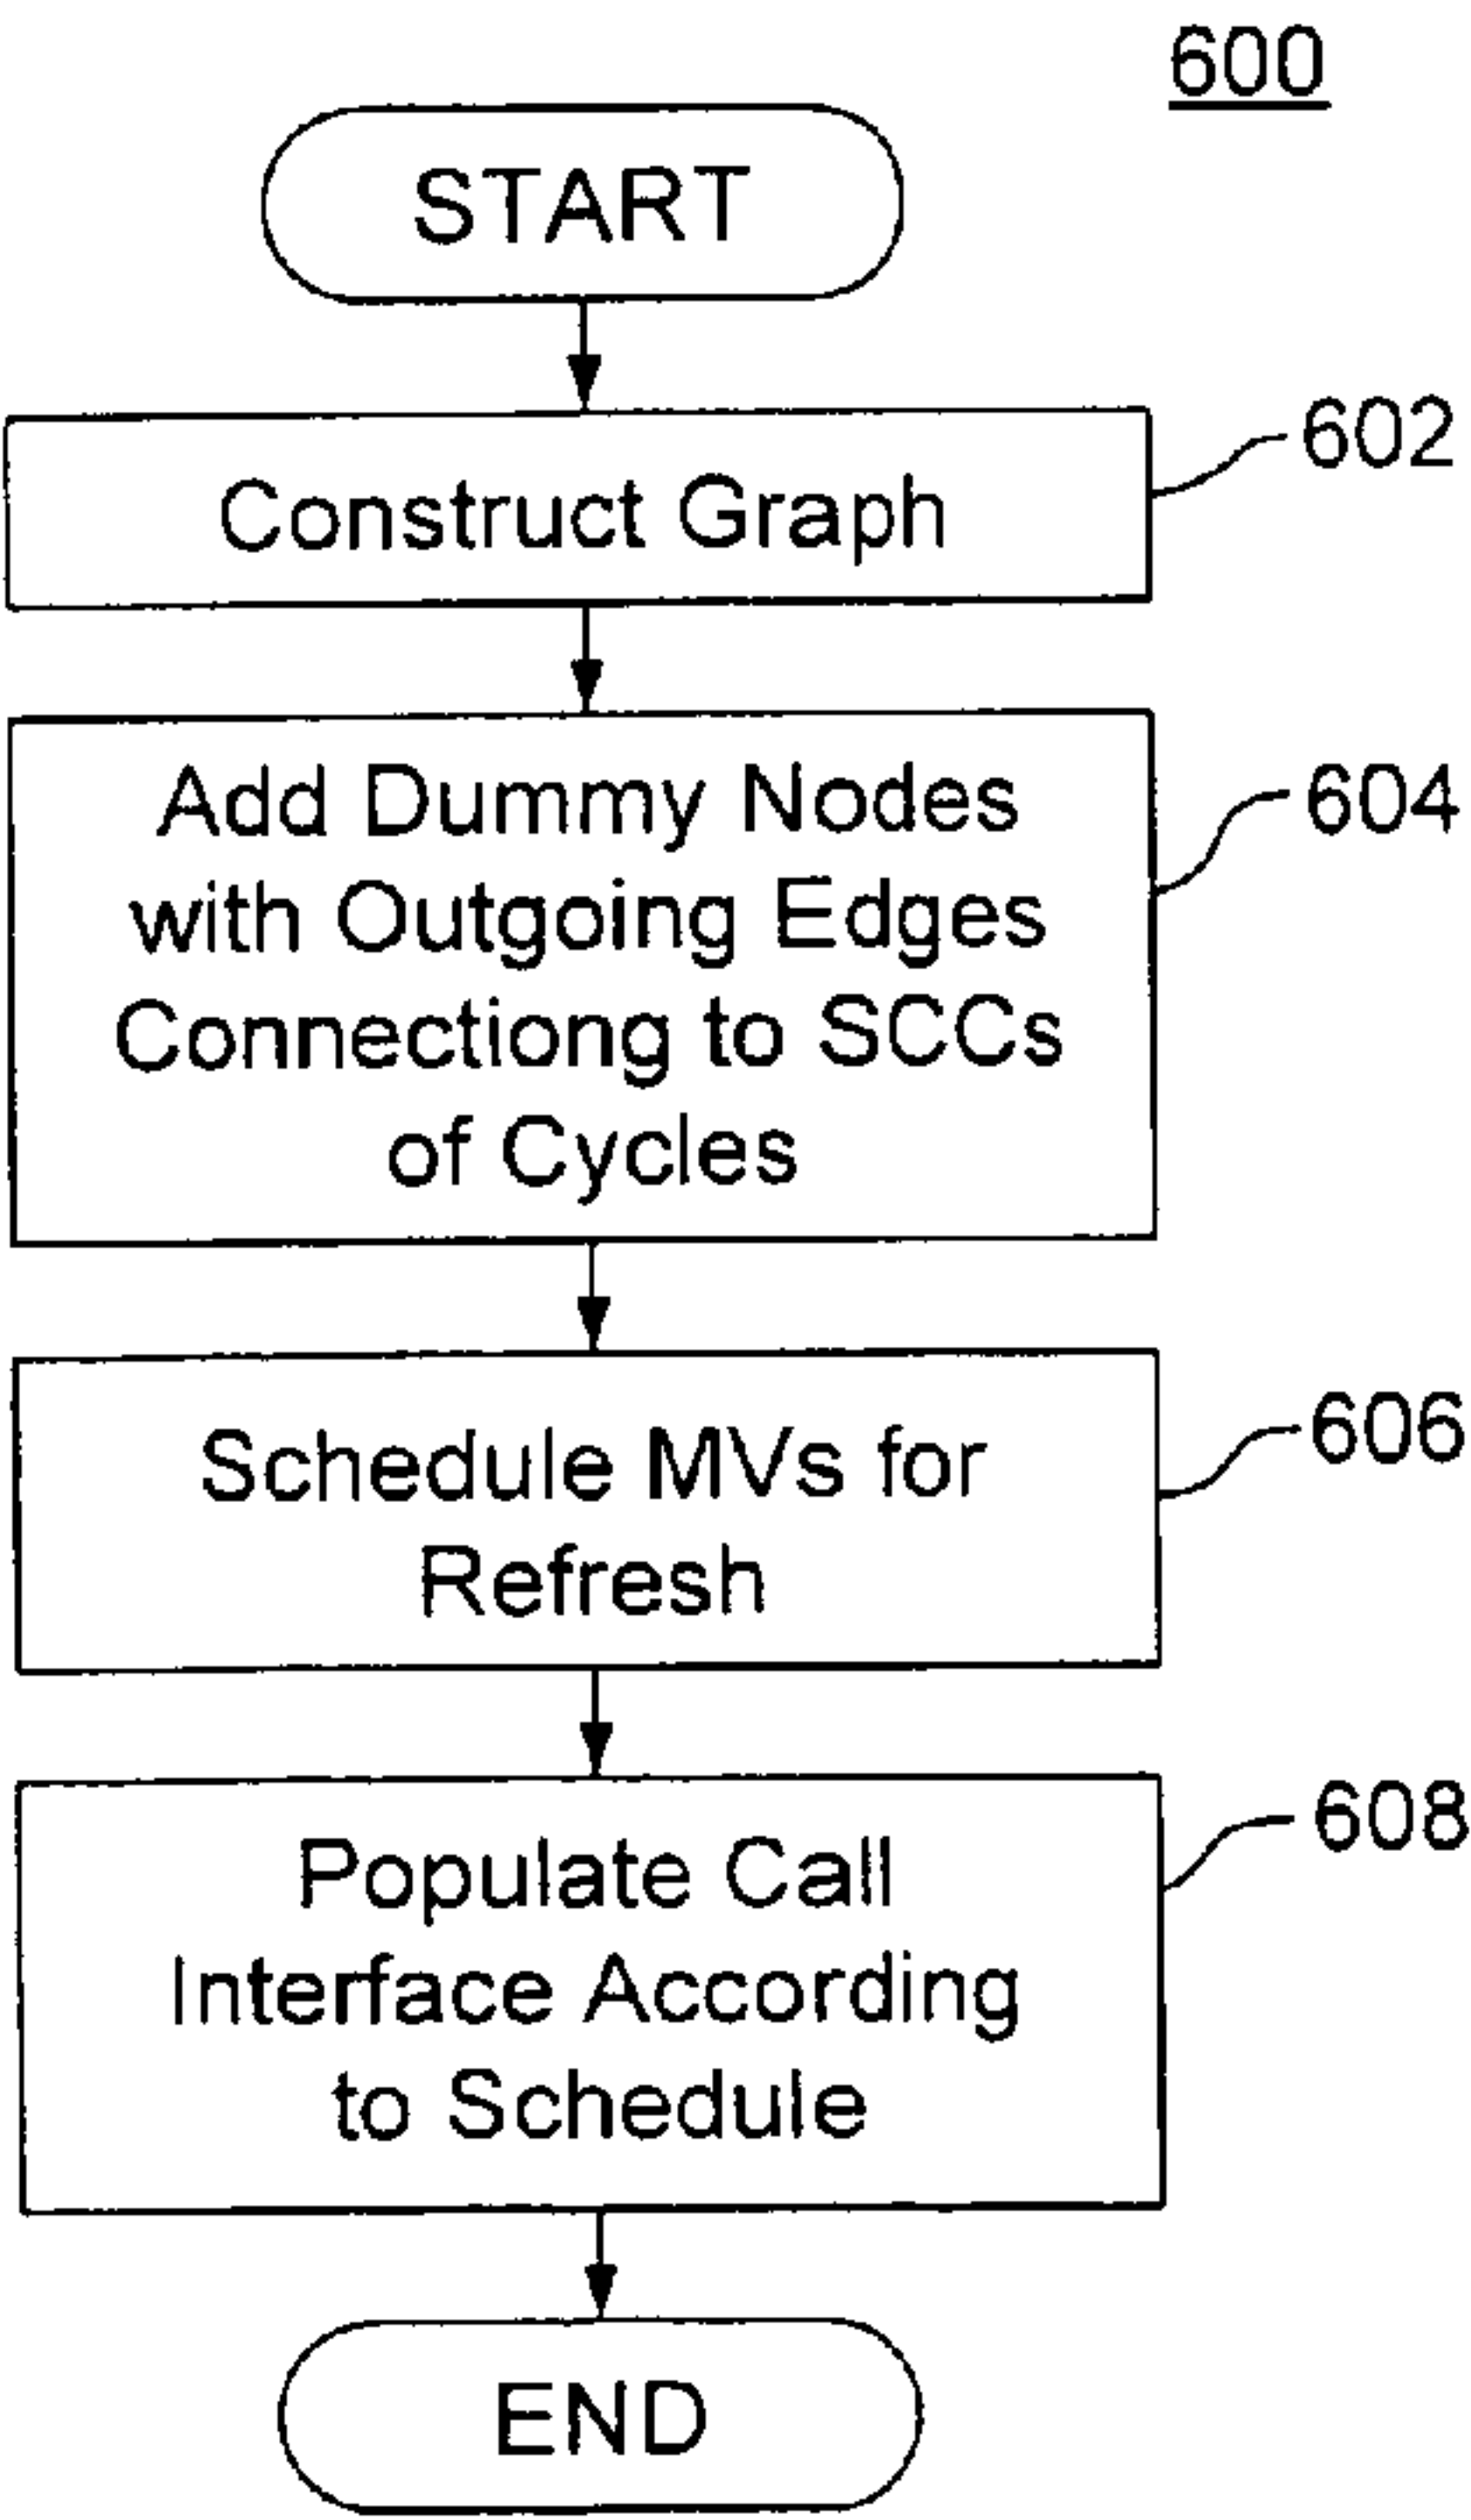 600
START
Construct Graph
602
Add Dummy Nodes
with Outgoing Edges
Connectiong to SCCs
of Cycles
604
Schedule MVs for
Refresh
606
Populate Call
Interface According
to Schedule
608
END